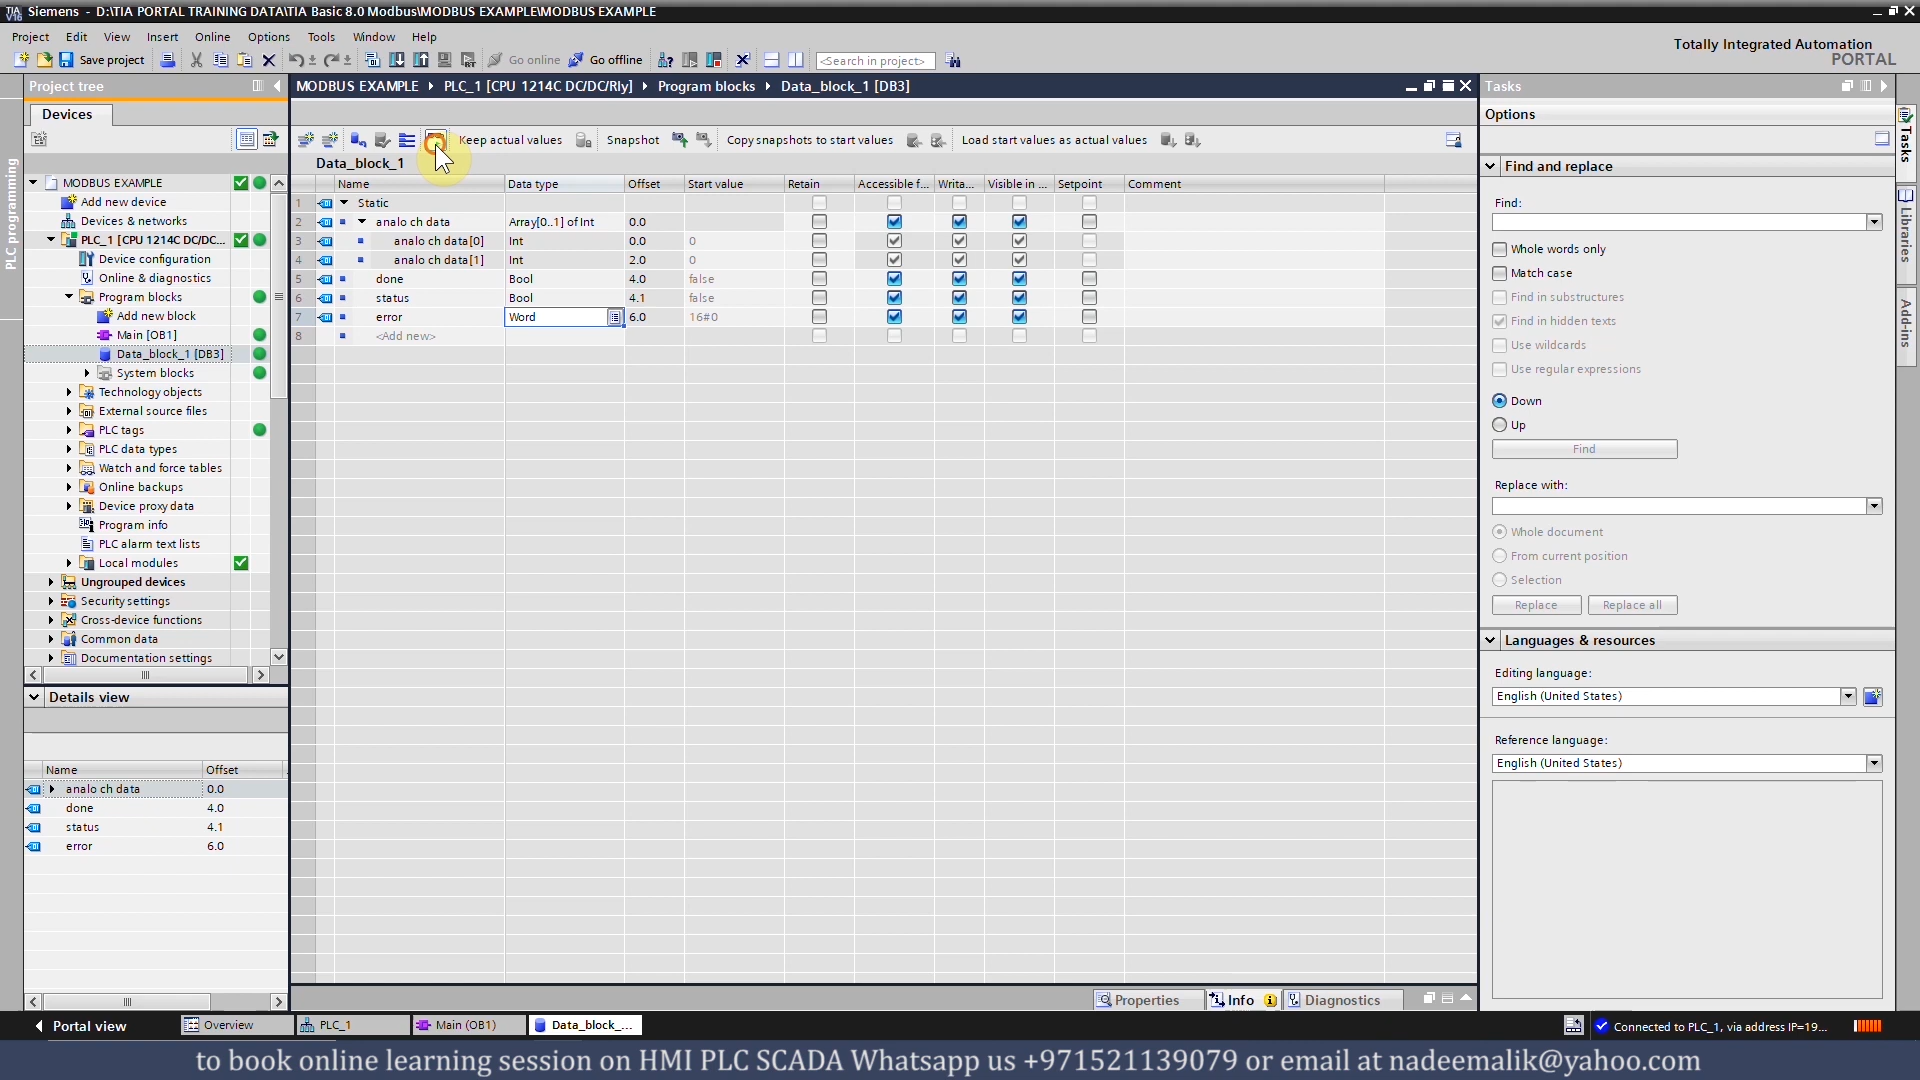 Siemens - D:\TIA PORTAL TRAINING DATA\TIA Basic 8.0 Modbus\MODBUS EXAMPLE\MODBUS EXAMPLE
Project Edit View Insert Online Options Tools Window Help
Totally Integrated Automation
PORTAL
Save project Go online Go offline <Search in project>
Project tree
MODBUS EXAMPLE PLC_1 [CPU 1214C DC/DC/Rly] Program blocks Data_block_1 [DB3]
Tasks
Devices
Options
Keep actual values Snapshot Copy snapshots to start values Load start values as actual values
Data_block_1
Name Data type Offset Start value Retain Accessible f... Writa... Visible in ... Setpoint Comment
1 Static
2 analo ch data Array[0..1] of Int 0.0
3 analo ch data[0] Int 0.0 0
4 analo ch data[1] Int 2.0 0
5 done Bool 4.0 false
6 status Bool 4.1 false
7 error Word 6.0 16#0
8 <Add new>
PLC programming
MODBUS EXAMPLE
Add new device
Devices & networks
PLC_1 [CPU 1214C DC/DC...
Device configuration
Online & diagnostics
Program blocks
Add new block
Main [OB1]
Data_block_1 [DB3]
System blocks
Technology objects
External source files
PLC tags
PLC data types
Watch and force tables
Online backups
Device proxy data
Program info
PLC alarm text lists
Local modules
Ungrouped devices
Security settings
Cross-device functions
Common data
Documentation settings
Details view
Name Offset
analo ch data 0.0
done 4.0
status 4.1
error 6.0
Find and replace
Find:
Whole words only
Match case
Find in substructures
Find in hidden texts
Use wildcards
Use regular expressions
Down
Up
Find
Replace with:
Whole document
From current position
Selection
Replace Replace all
Languages & resources
Editing language:
English (United States)
Reference language:
English (United States)
Tasks
Libraries
Add-ins
Properties Info Diagnostics
Portal view Overview PLC_1 Main (OB1) Data_block_... Connected to PLC_1, via address IP=19...
to book online learning session on HMI PLC SCADA Whatsapp us +971521139079 or email at nadeemalik@yahoo.com